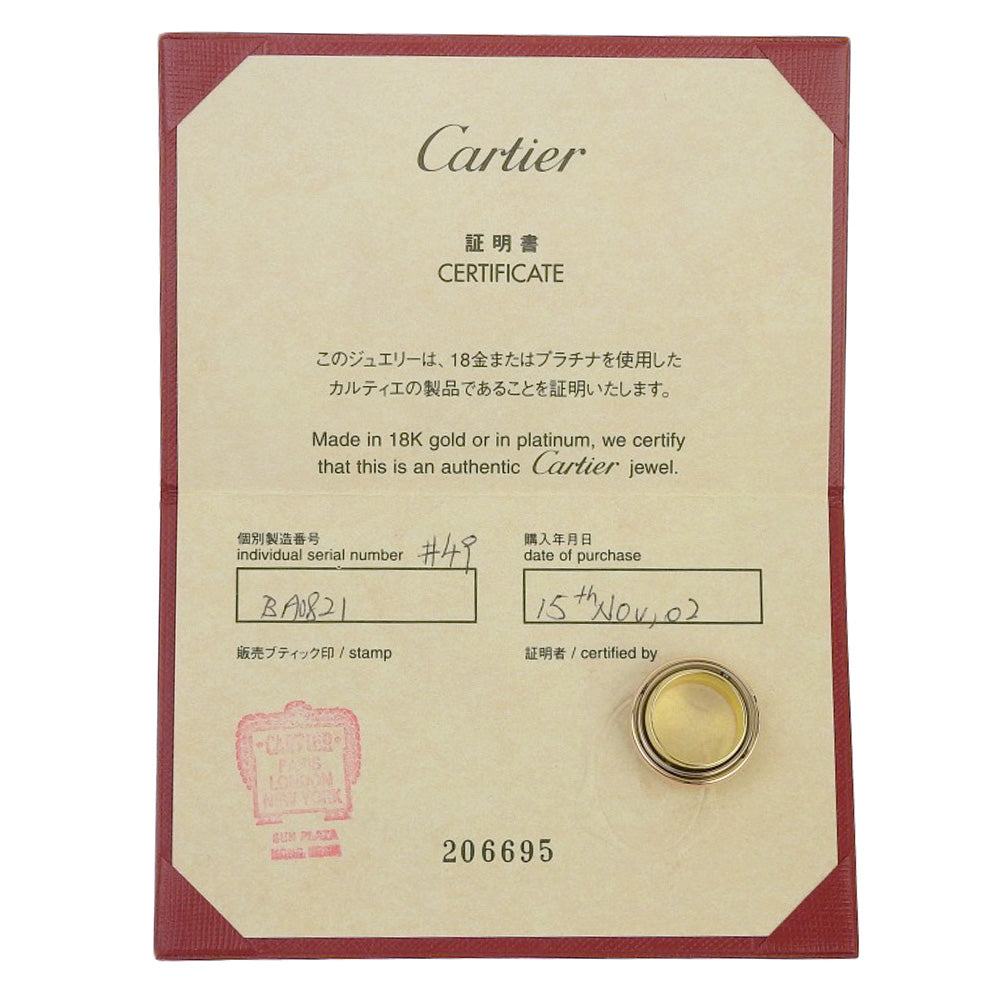 Cartier
証明書
CERTIFICATE
このジュエリーは、18金またはプラチナを使用した
カルティエの製品であることを証明いたします。
Made in 18K gold or in platinum, we certify
that this is an authentic Cartier jewel.
個別製造番号
individual serial number #49
BA0821
購入年月日
date of purchase
15th Nov, 02
販売ブティック印 / stamp
証明者 / certified by
CARTIER
PARIS
LONDON
NEW YORK
SUN PLAZA
HONG KONG
206695